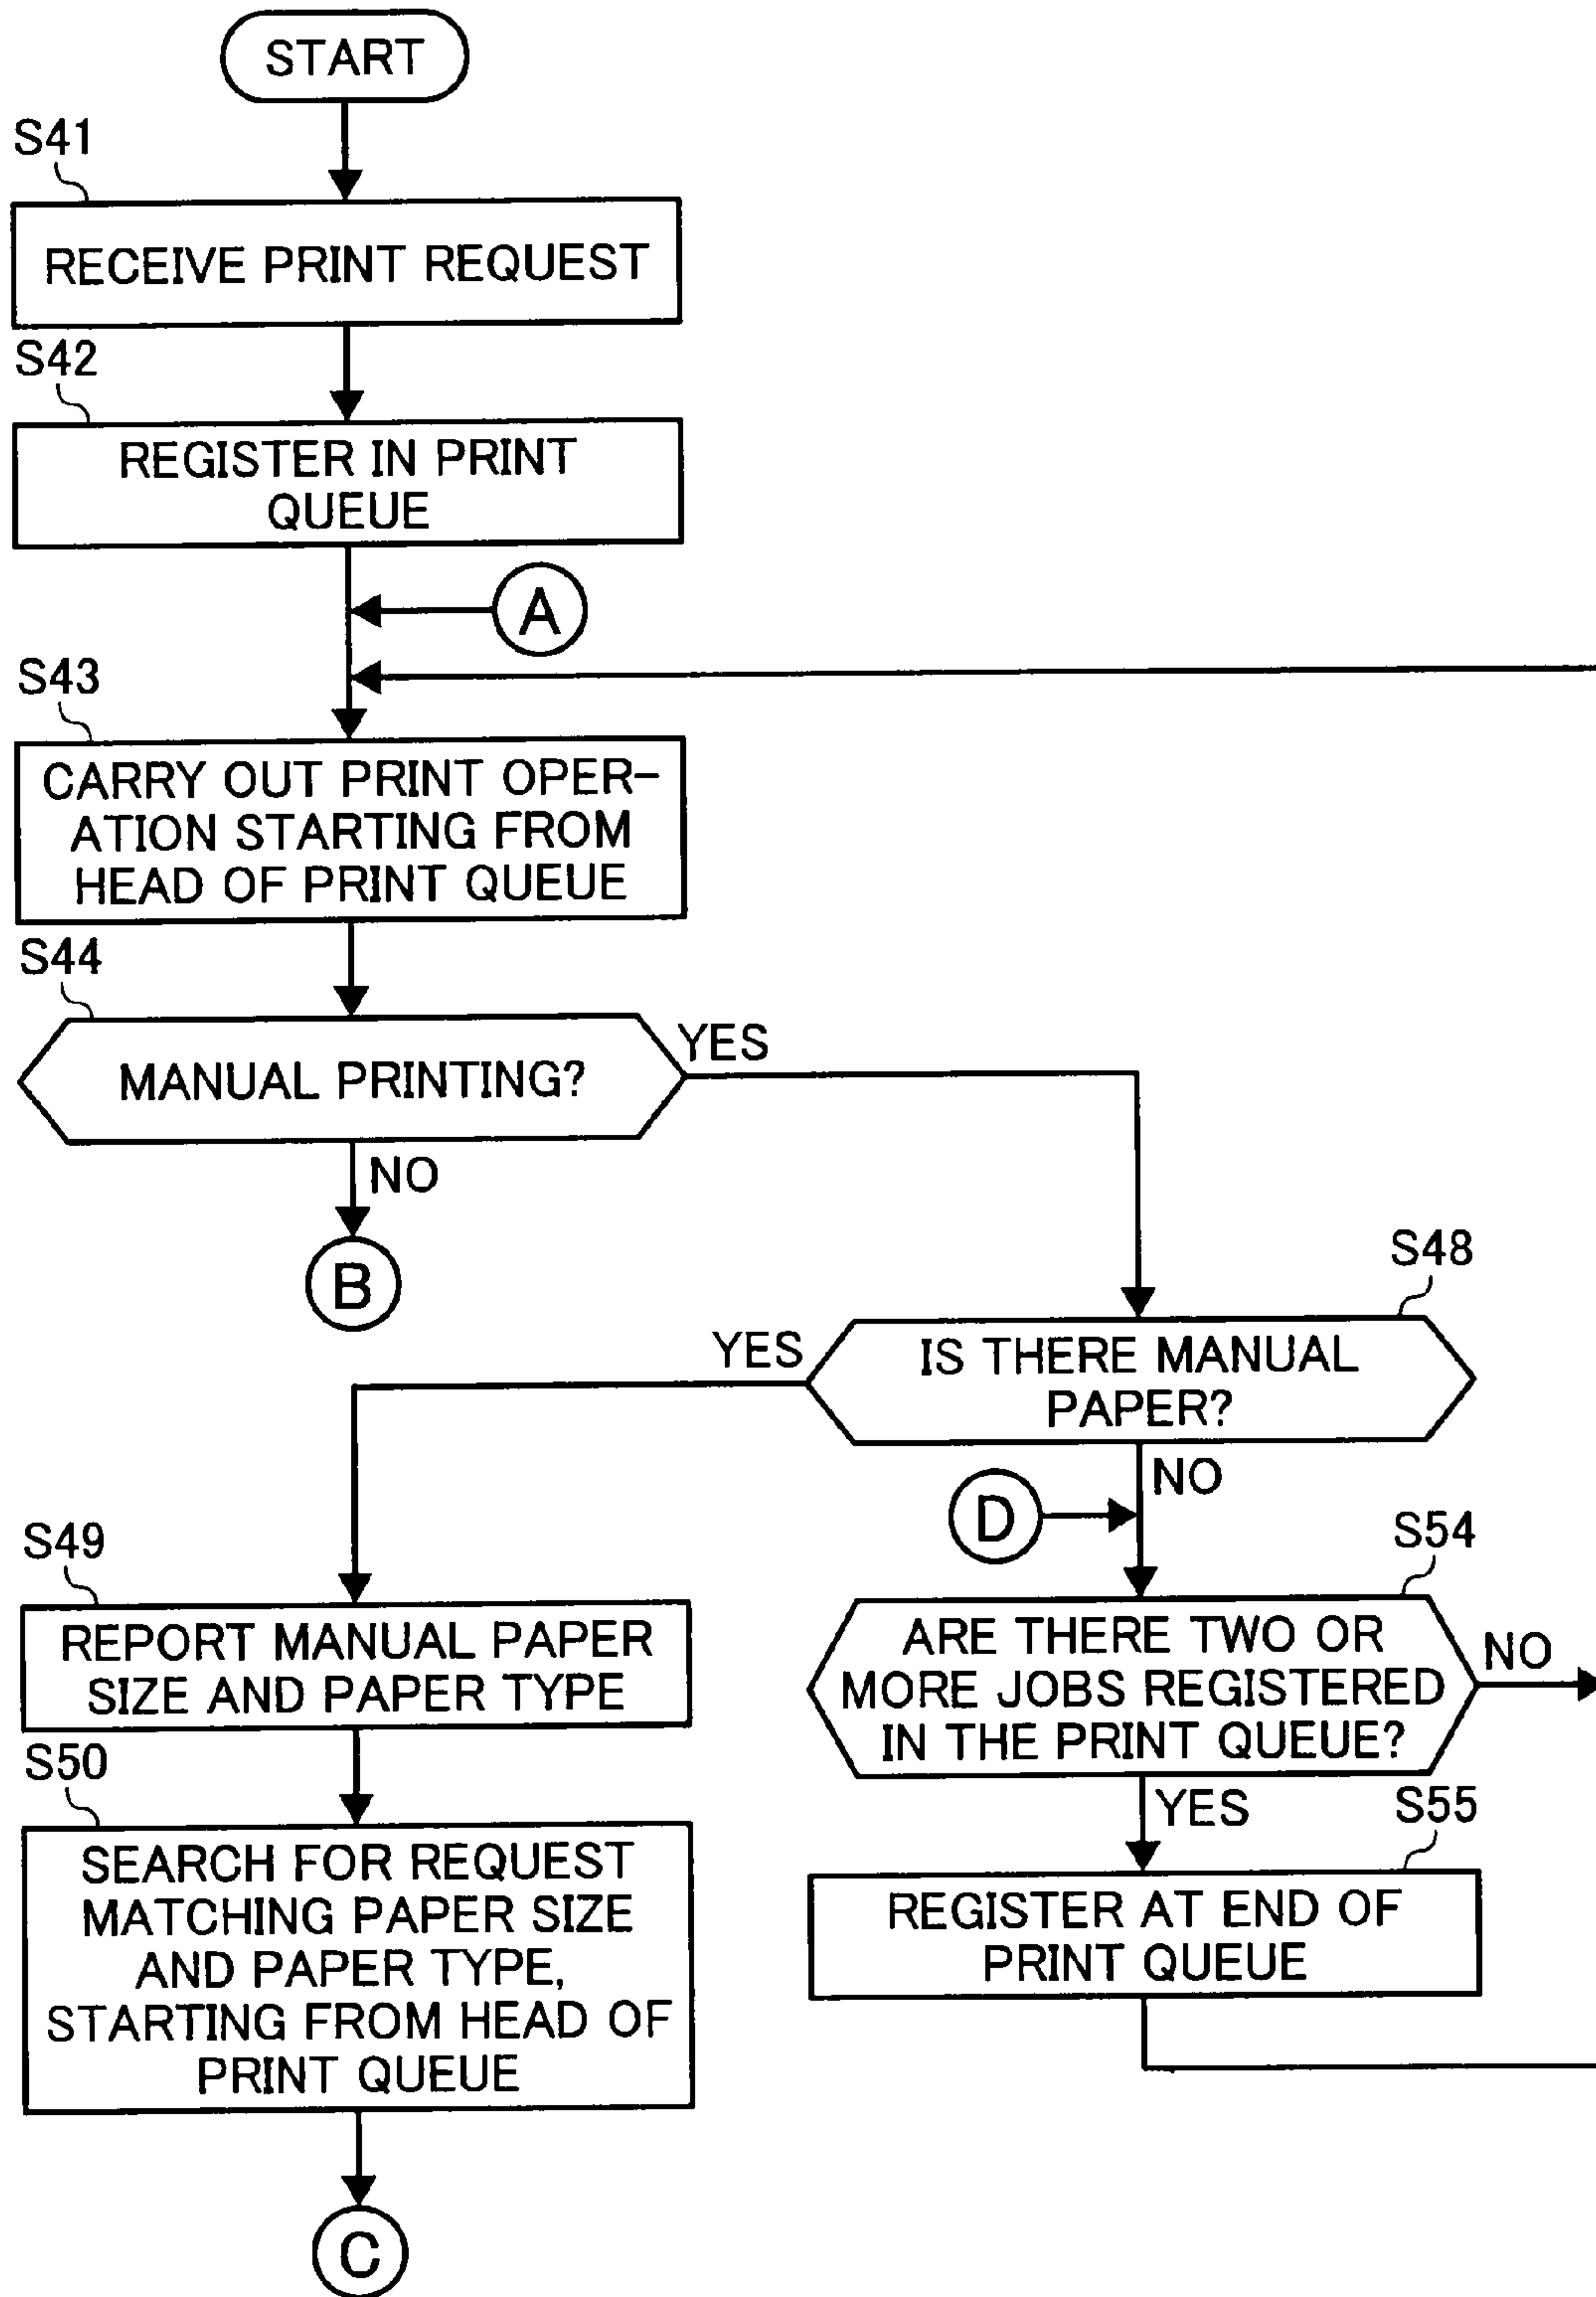 START
S41
RECEIVE PRINT REQUEST
S42
REGISTER IN PRINT
QUEUE
A
S43
CARRY OUT PRINT OPER-
ATION STARTING FROM
HEAD OF PRINT QUEUE
S44
MANUAL PRINTING?
YES
NO
B
S48
IS THERE MANUAL
PAPER?
YES
NO
D
S49
REPORT MANUAL PAPER
SIZE AND PAPER TYPE
S54
ARE THERE TWO OR
MORE JOBS REGISTERED
IN THE PRINT QUEUE?
NO
YES
S50
SEARCH FOR REQUEST
MATCHING PAPER SIZE
AND PAPER TYPE,
STARTING FROM HEAD OF
PRINT QUEUE
S55
REGISTER AT END OF
PRINT QUEUE
C